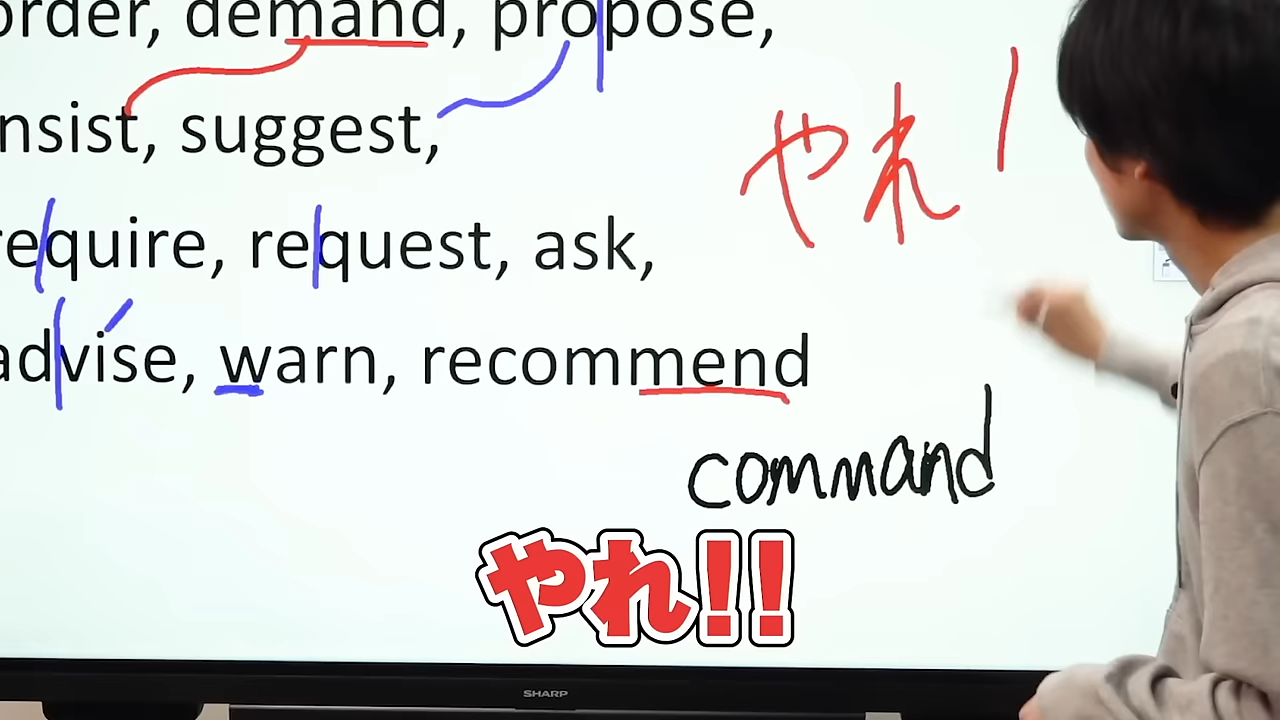 order, demand, propose,
nsist, suggest,
require, request, ask,
advise, warn, recommend
やれ!
command
やれ!!
SHARP